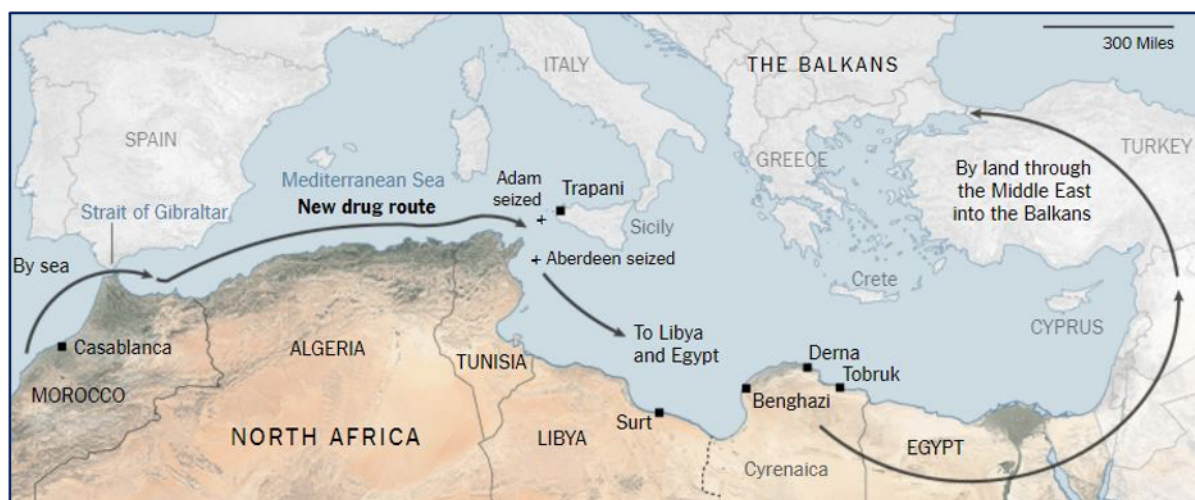 300 Miles
ITALY
THE BALKANS
SPAIN
TURKEY
GREECE
Mediterranean Sea
New drug route
Adam
seized
Trapani
By land through
the Middle East
into the Balkans
Strait of Gibraltar
Sicily
By sea
Aberdeen seized
Crete
CYPRUS
Casablanca
ALGERIA
TUNISIA
To Libya
and Egypt
Derna
Tobruk
MOROCCO
Benghazi
Surt
NORTH AFRICA
LIBYA
EGYPT
Cyrenaica